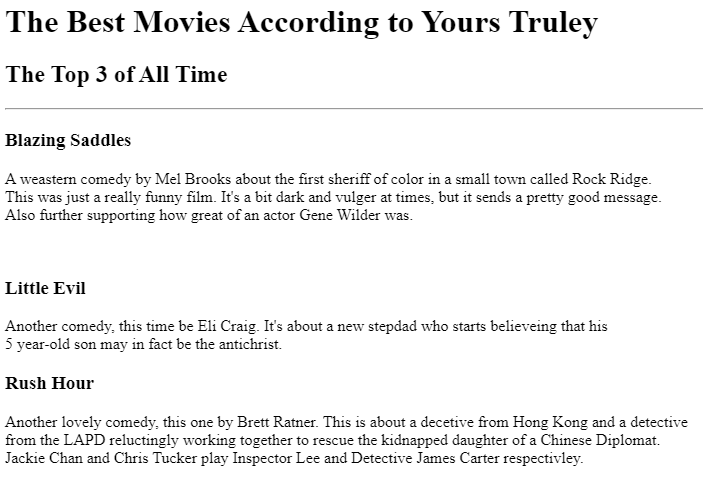 The Best Movies According to Yours Truley
The Top 3 of All Time
Blazing Saddles
A weastern comedy by Mel Brooks about the first sheriff of color in a small town called Rock Ridge.
This was just a really funny film. It's a bit dark and vulger at times, but it sends a pretty good message.
Also further supporting how great of an actor Gene Wilder was.
Little Evil
Another comedy, this time be Eli Craig. It's about a new stepdad who starts believeing that his
5 year-old son may in fact be the antichrist.
Rush Hour
Another lovely comedy, this one by Brett Ratner. This is about a decetive from Hong Kong and a detective
from the LAPD reluctingly working together to rescue the kidnapped daughter of a Chinese Diplomat.
Jackie Chan and Chris Tucker play Inspector Lee and Detective James Carter respectivley.